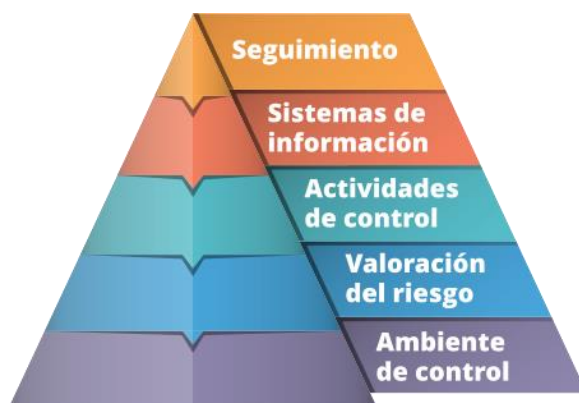 Seguimiento
Sistemas de
información
Actividades
de control
Valoración
del riesgo
Ambiente
de control